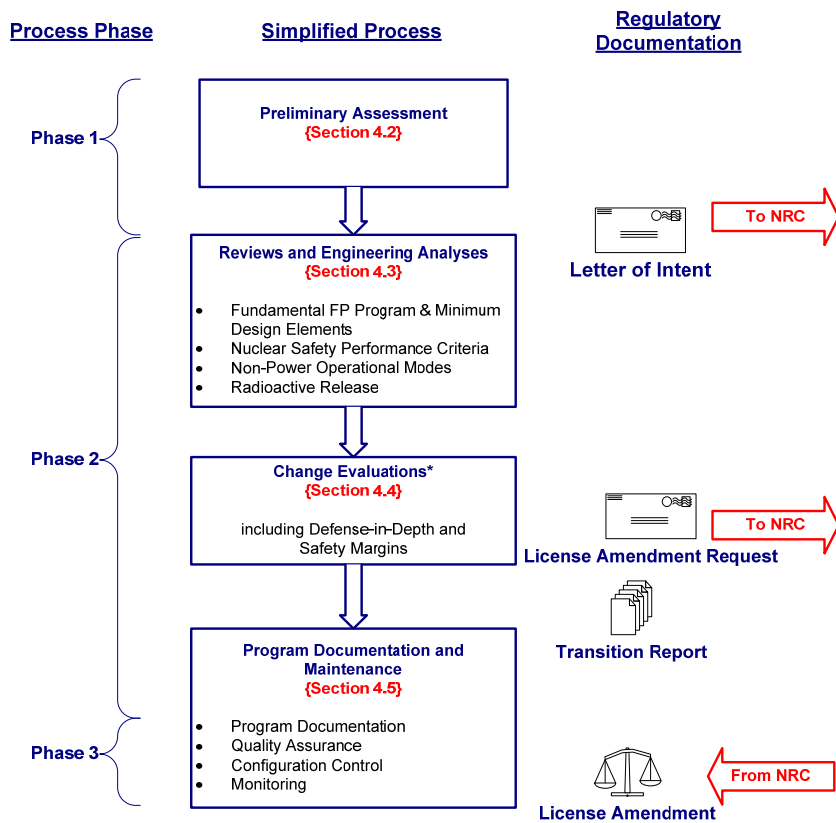 Process Phase
Simplified Process
Regulatory
Documentation
Phase 1
Preliminary Assessment
{Section 4.2}
To NRC
Letter of Intent
Phase 2
Reviews and Engineering Analyses
{Section 4.3}
• Fundamental FP Program & Minimum
Design Elements
• Nuclear Safety Performance Criteria
• Non-Power Operational Modes
• Radioactive Release
Change Evaluations*
{Section 4.4}
including Defense-in-Depth and
Safety Margins
To NRC
License Amendment Request
Transition Report
Program Documentation and
Maintenance
{Section 4.5}
• Program Documentation
• Quality Assurance
• Configuration Control
• Monitoring
Phase 3
From NRC
License Amendment